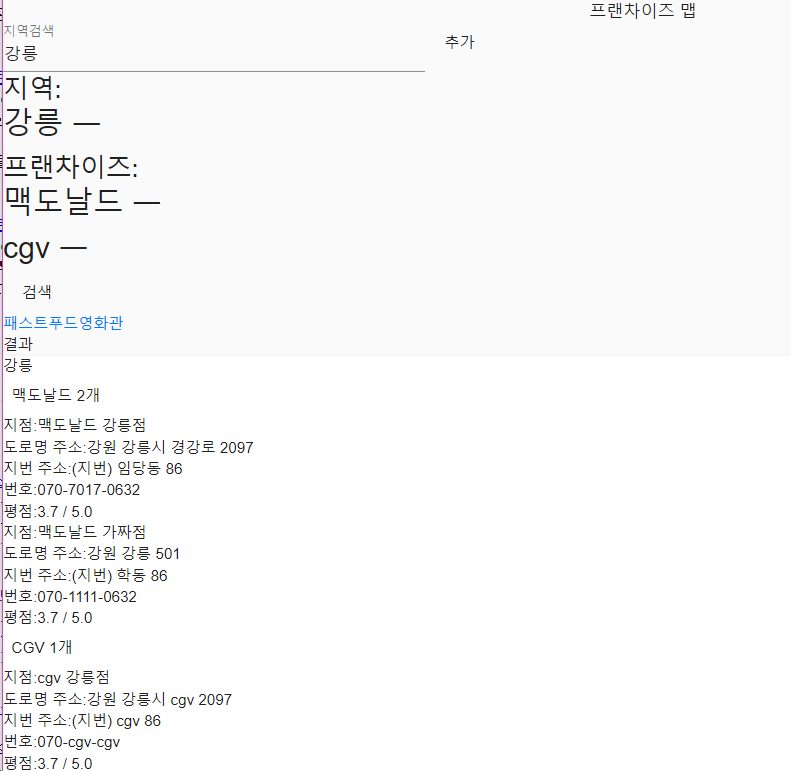 프랜차이즈 맵
지역검색
강릉
추가
지역:
강릉 —
프랜차이즈:
맥도날드 —
cgv —
검색
패스트푸드영화관
결과
강릉
맥도날드 2개
지점:맥도날드 강릉점
도로명 주소:강원 강릉시 경강로 2097
지번 주소:(지번) 임당동 86
번호:070-7017-0632
평점:3.7 / 5.0
지점:맥도날드 가짜점
도로명 주소:강원 강릉 501
지번 주소:(지번) 학동 86
번호:070-1111-0632
평점:3.7 / 5.0
CGV 1개
지점:cgv 강릉점
도로명 주소:강원 강릉시 cgv 2097
지번 주소:(지번) cgv 86
번호:070-cgv-cgv
평점:3.7 / 5.0